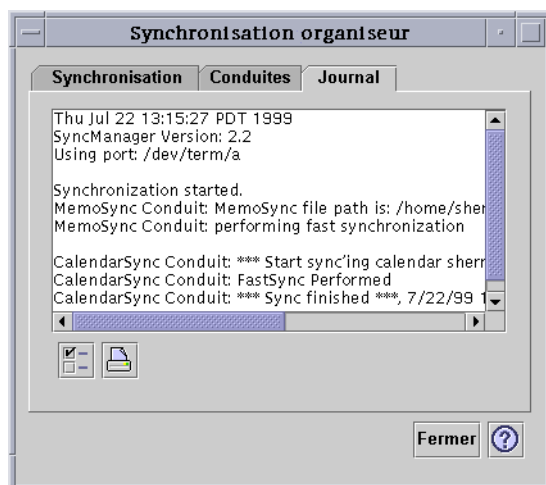 Synchronisation organiseur
Synchronisation Conduites Journal
Thu Jul 22 13:15:27 PDT 1999
SyncManager Version: 2.2
Using port: /dev/term/a
Synchronization started.
MemoSync Conduit: MemoSync file path is: /home/sher
MemoSync Conduit: performing fast synchronization
CalendarSync Conduit: *** Start sync'ing calendar sherr
CalendarSync Conduit: FastSync Performed
CalendarSync Conduit: *** Sync finished ***, 7/22/99 1
Fermer ?